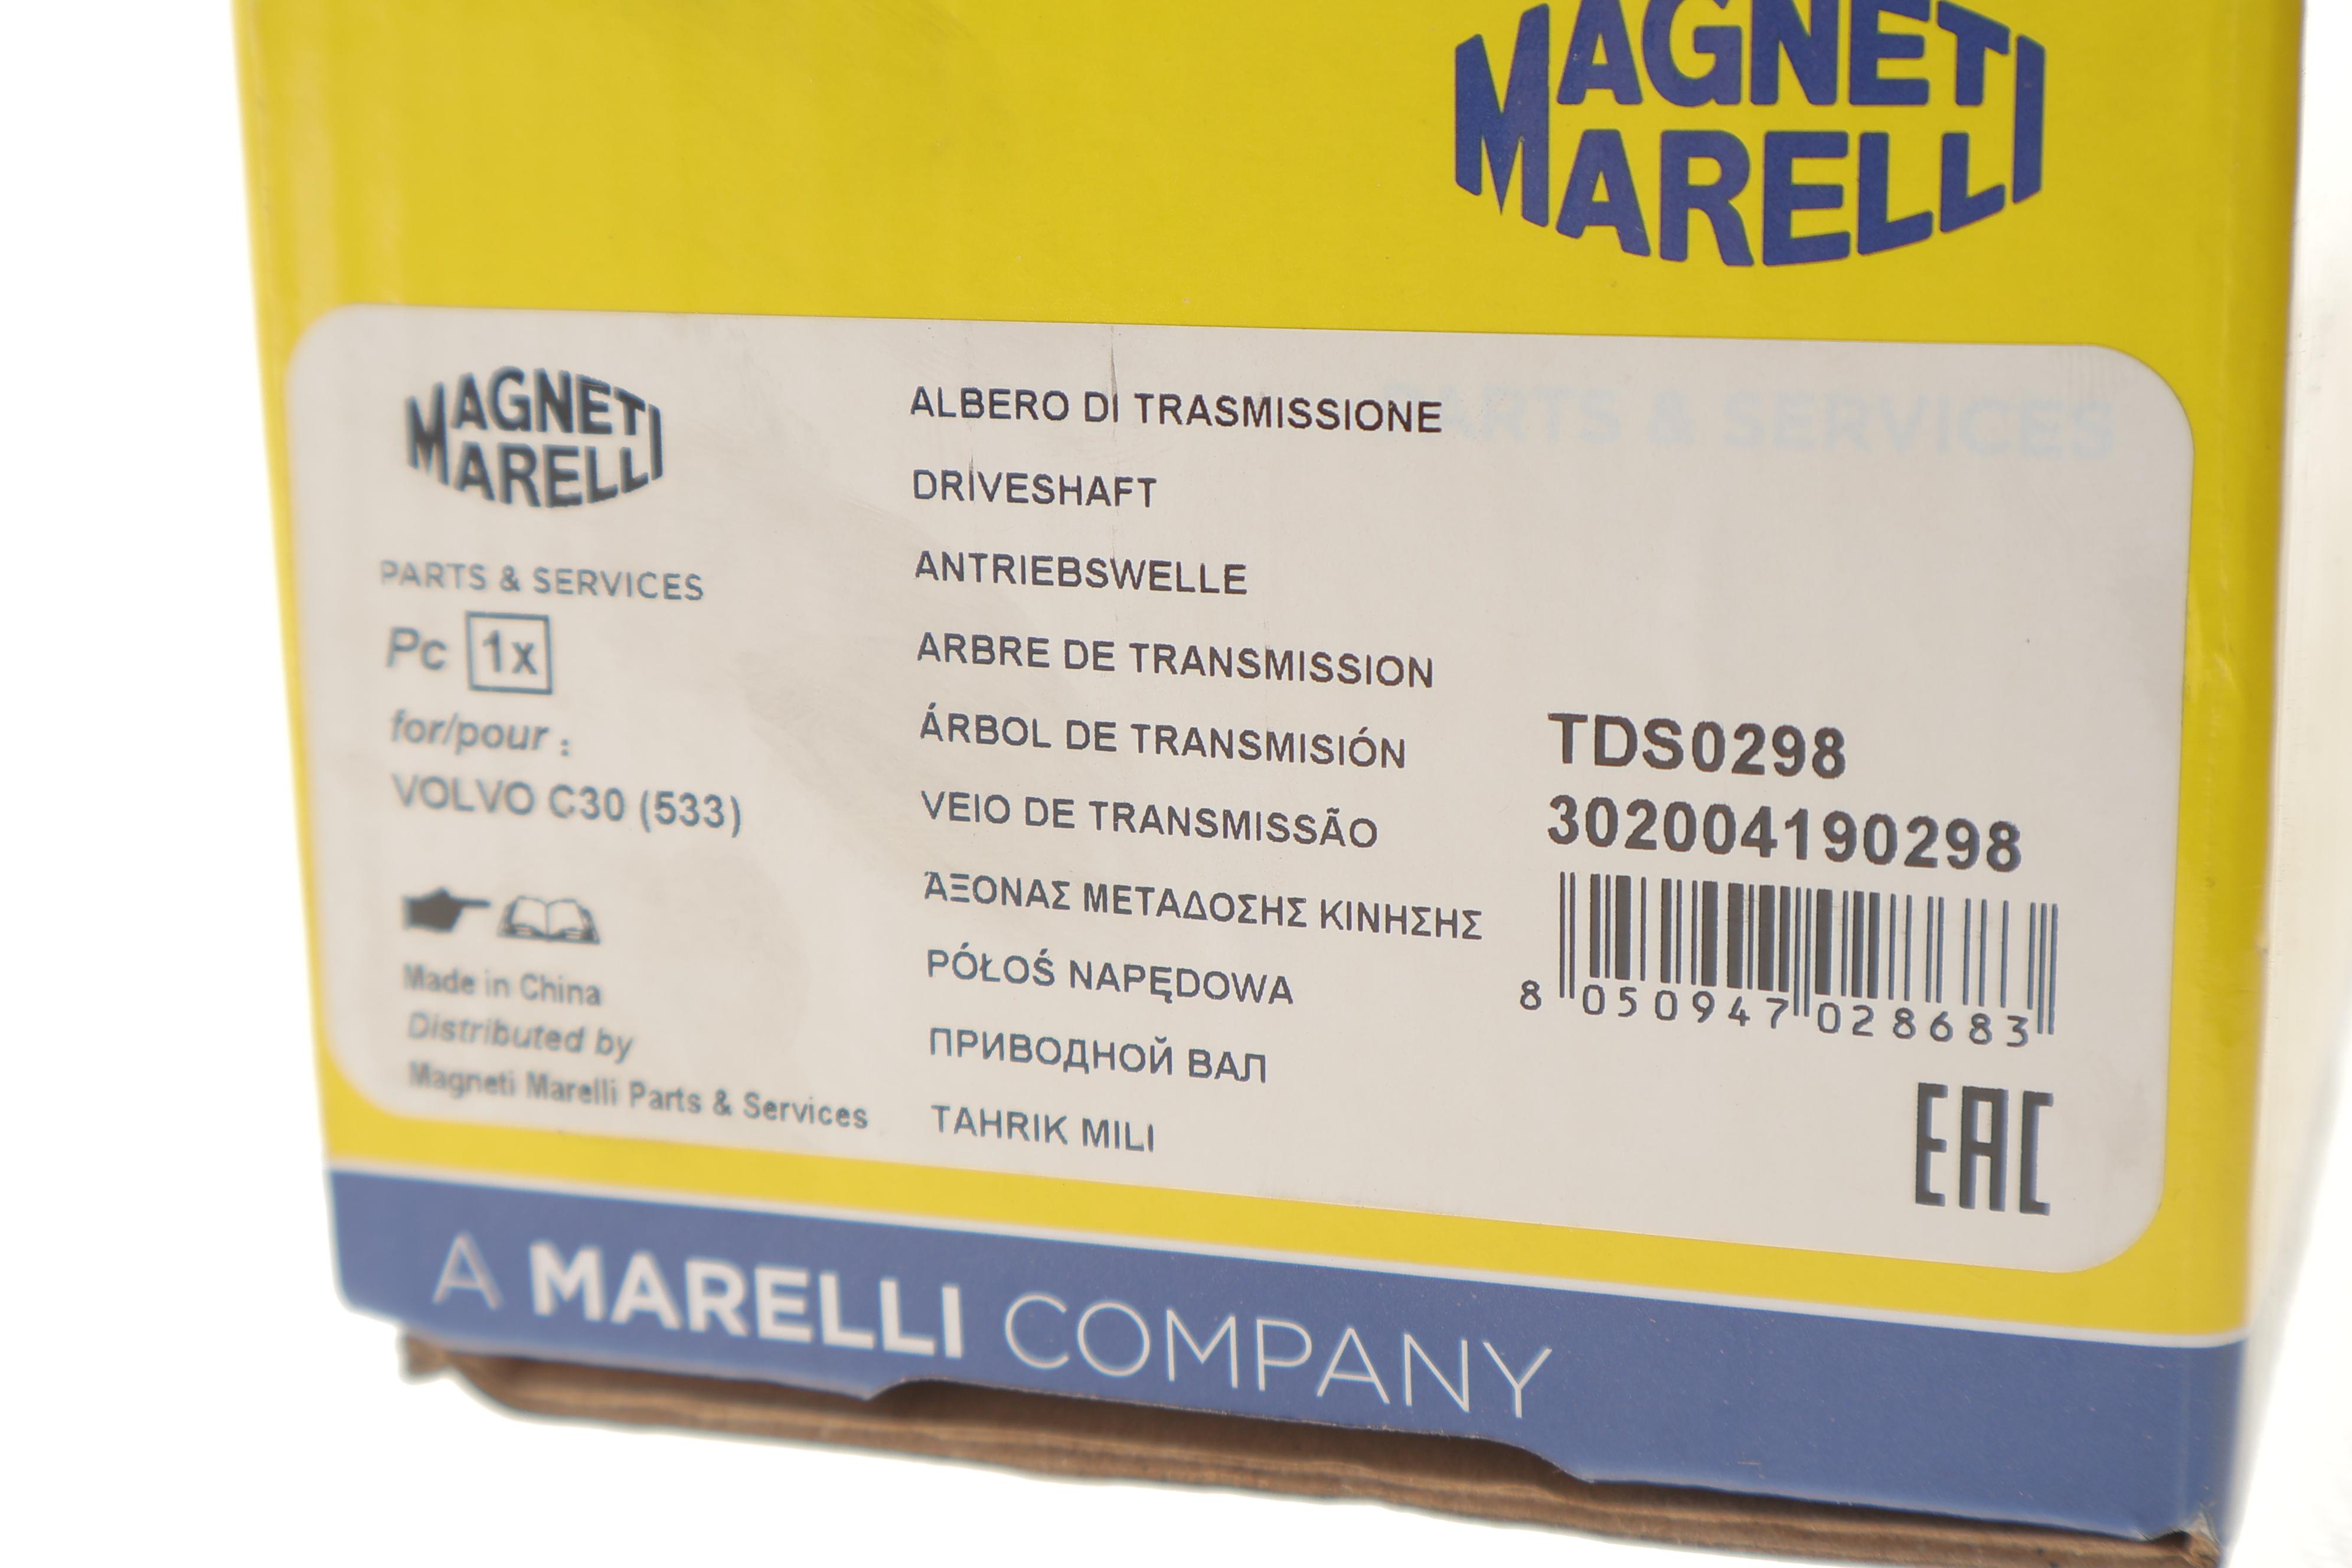 MAGNETI
MARELLI
MAGNETI
MARELLI
PARTS & SERVICES
Pc 1x
for/pour :
VOLVO C30 (533)
Made in China
Distributed by
Magneti Marelli Parts & Services
ALBERO DI TRASMISSIONE
DRIVESHAFT
ANTRIEBSWELLE
ARBRE DE TRANSMISSION
ÁRBOL DE TRANSMISIÓN
VEIO DE TRANSMISSÃO
ΆΞΟΝΑΣ ΜΕΤΑΔΟΣΗΣ ΚΙΝΗΣΗΣ
PÓŁOŚ NAPĘDOWA
ПРИВОДНОЙ ВАЛ
TAHRIK MILI
PARTS & SERVICES
TDS0298
302004190298
8 050947 028683
EAC
A MARELLI COMPANY